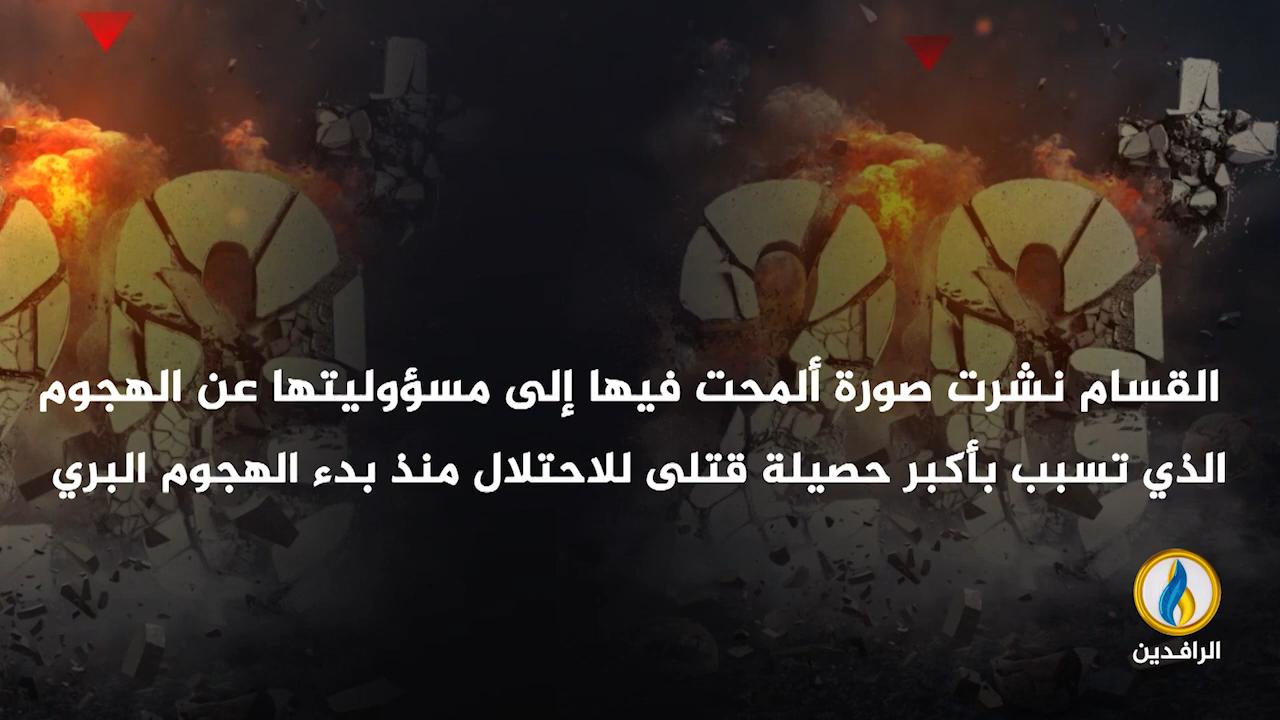 القسام نشرت صورة ألمحت فيها إلى مسؤوليتها عن الهجوم
الذي تسبب بأكبر حصيلة قتلى للاحتلال منذ بدء الهجوم البري
الرافدين